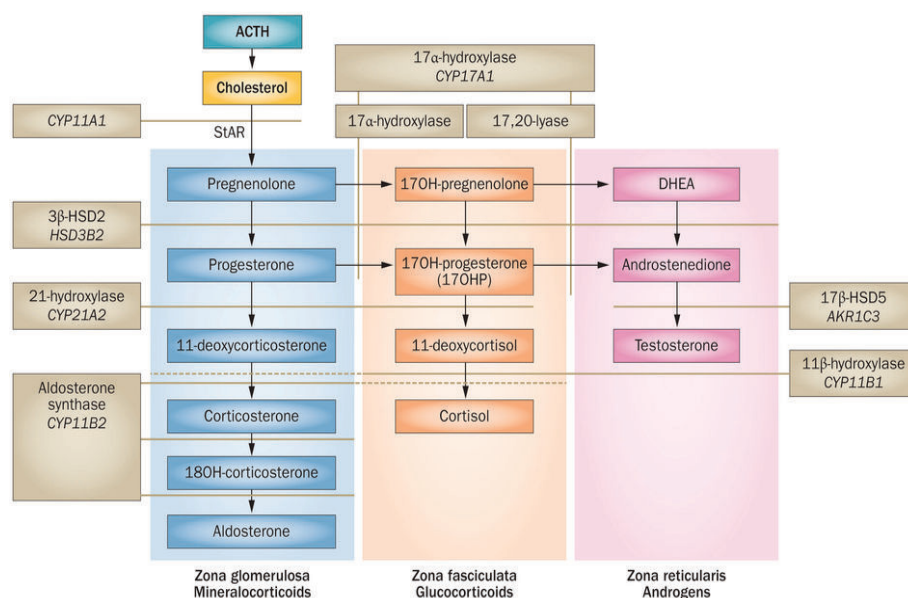 ACTH
Cholesterol
StAR
17α-hydroxylase
CYP17A1
17α-hydroxylase
17,20-lyase
CYP11A1
Pregnenolone
17OH-pregnenolone
DHEA
3β-HSD2
HSD3B2
Progesterone
17OH-progesterone
(17OHP)
Androstenedione
21-hydroxylase
CYP21A2
17β-HSD5
AKR1C3
11-deoxycorticosterone
11-deoxycortisol
Testosterone
11β-hydroxylase
CYP11B1
Aldosterone
synthase
CYP11B2
Corticosterone
Cortisol
18OH-corticosterone
Aldosterone
Zona glomerulosa
Mineralocorticoids
Zona fasciculata
Glucocorticoids
Zona reticularis
Androgens